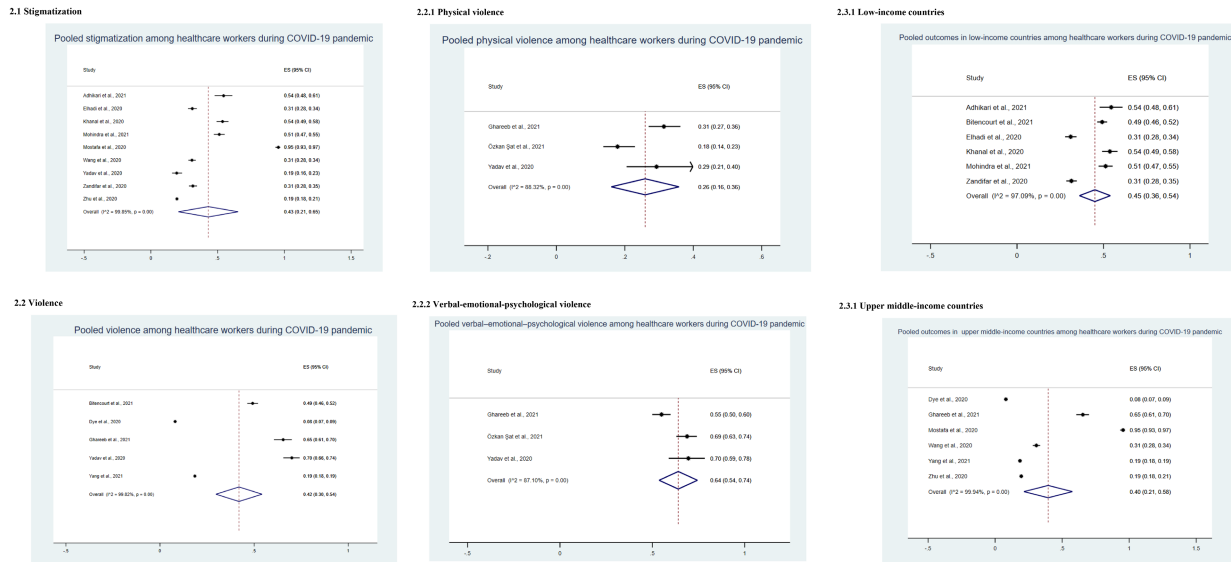 2.1 Stigmatization
Pooled stigmatization among healthcare workers during COVID-19 pandemic
Study ES (95% CI)
Adhikari et al., 2021 0.54 (0.48, 0.61)
Elhadi et al., 2020 0.31 (0.28, 0.34)
Khanal et al., 2020 0.54 (0.49, 0.58)
Mohindra et al., 2021 0.51 (0.47, 0.55)
Mostafa et al., 2020 0.95 (0.93, 0.97)
Wang et al., 2020 0.31 (0.28, 0.34)
Yadav et al., 2020 0.19 (0.16, 0.23)
Zandifar et al., 2020 0.31 (0.28, 0.35)
Zhu et al., 2020 0.19 (0.18, 0.21)
Overall (I^2 = 99.85%, p = 0.00) 0.43 (0.21, 0.65)
-.5 0 .5 1 1.5
2.2.1 Physical violence
Pooled physical violence among healthcare workers during COVID-19 pandemic
Study ES (95% CI)
Ghareeb et al., 2021 0.31 (0.27, 0.36)
Özkan Şat et al., 2021 0.18 (0.14, 0.23)
Yadav et al., 2020 0.29 (0.21, 0.40)
Overall (I^2 = 88.32%, p = 0.00) 0.26 (0.16, 0.36)
-.2 0 .2 .4 .6
2.3.1 Low-income countries
Pooled outcomes in low-income countries among healthcare workers during COVID-19 pandemic
Study ES (95% CI)
Adhikari et al., 2021 0.54 (0.48, 0.61)
Bitencourt et al., 2021 0.49 (0.46, 0.52)
Elhadi et al., 2020 0.31 (0.28, 0.34)
Khanal et al., 2020 0.54 (0.49, 0.58)
Mohindra et al., 2021 0.51 (0.47, 0.55)
Zandifar et al., 2020 0.31 (0.28, 0.35)
Overall (I^2 = 97.09%, p = 0.00) 0.45 (0.36, 0.54)
-.5 0 .5 1
2.2 Violence
Pooled violence among healthcare workers during COVID-19 pandemic
Study ES (95% CI)
Bitencourt et al., 2021 0.49 (0.46, 0.52)
Dye et al., 2020 0.08 (0.07, 0.09)
Ghareeb et al., 2021 0.65 (0.61, 0.70)
Yadav et al., 2020 0.70 (0.66, 0.74)
Yang et al., 2021 0.19 (0.18, 0.19)
Overall (I^2 = 99.82%, p = 0.00) 0.42 (0.30, 0.54)
-.5 0 .5 1
2.2.2 Verbal-emotional-psychological violence
Pooled verbal–emotional–psychological violence among healthcare workers during COVID-19 pandemic
Study ES (95% CI)
Ghareeb et al., 2021 0.55 (0.50, 0.60)
Özkan Şat et al., 2021 0.69 (0.63, 0.74)
Yadav et al., 2020 0.70 (0.59, 0.78)
Overall (I^2 = 87.10%, p = 0.00) 0.64 (0.54, 0.74)
-.5 0 .5 1
2.3.1 Upper middle-income countries
Pooled outcomes in upper middle-income countries among healthcare workers during COVID-19 pandemic
Study ES (95% CI)
Dye et al., 2020 0.08 (0.07, 0.09)
Ghareeb et al., 2021 0.65 (0.61, 0.70)
Mostafa et al., 2020 0.95 (0.93, 0.97)
Wang et al., 2020 0.31 (0.28, 0.34)
Yang et al., 2021 0.19 (0.18, 0.19)
Zhu et al., 2020 0.19 (0.18, 0.21)
Overall (I^2 = 99.94%, p = 0.00) 0.40 (0.21, 0.58)
-.5 0 .5 1 1.5